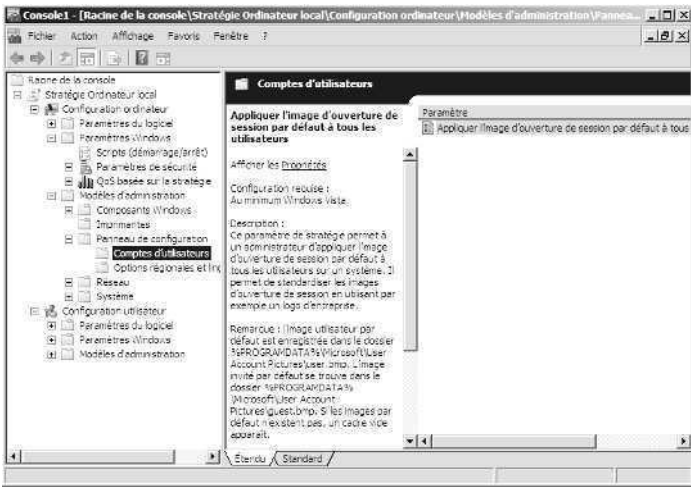 Console1 - [Racine de la console\Stratégie Ordinateur local\Configuration ordinateur\Modèles d'administration\Pannea...
Fichier Action Affichage Favoris Fenêtre ?
Racine de la console
Stratégie Ordinateur local
Configuration ordinateur
Paramètres du logiciel
Paramètres Windows
Scripts (démarrage/arrêt)
Paramètres de sécurité
QoS basée sur la stratégie
Modèles d'administration
Composants Windows
Imprimantes
Panneau de configuration
Comptes d'utilisateurs
Options régionales et ling
Réseau
Système
Configuration utilisateur
Paramètres du logiciel
Paramètres Windows
Modèles d'administration
Comptes d'utilisateurs
Appliquer l'image d'ouverture de
session par défaut à tous les
utilisateurs
Afficher les Propriétés
Configuration requise :
Au minimum Windows Vista
Description :
Ce paramètre de stratégie permet à
un administrateur d'appliquer l'image
d'ouverture de session par défaut à
tous les utilisateurs sur un système. Il
permet de standardiser les images
d'ouverture de session en utilisant par
exemple un logo d'entreprise.
Remarque : l'image utilisateur par
défaut est enregistrée dans le dossier
%PROGRAMDATA%\Microsoft\User
Account Pictures\user.bmp. L'image
invité par défaut se trouve dans le
dossier %PROGRAMDATA%
\Microsoft\User Account
Pictures\guest.bmp. Si les images par
défaut n'existent pas, un cadre vide
apparaît.
Paramètre
Appliquer l'image d'ouverture de session par défaut à tous
Étendu Standard